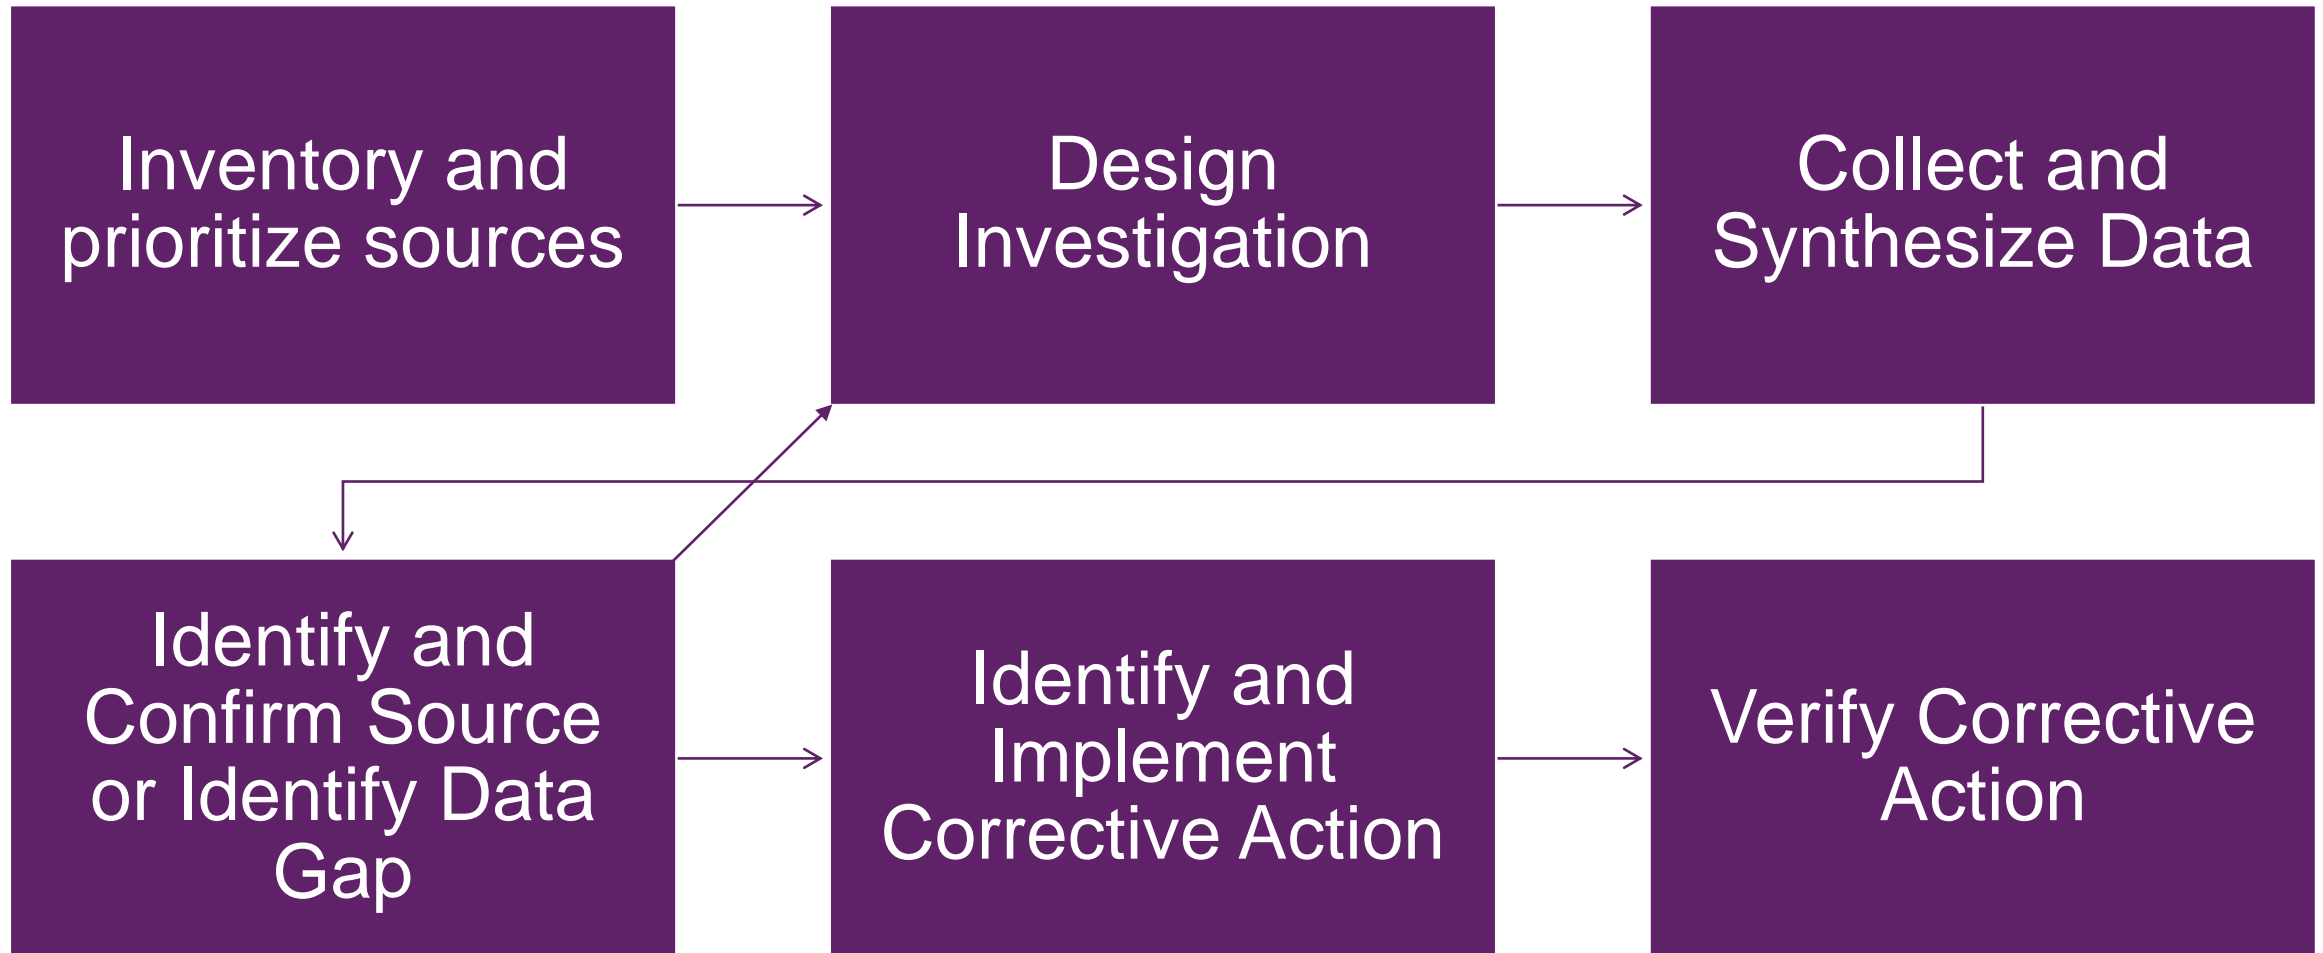 Inventory and
prioritize sources
Design
Investigation
Collect and
Synthesize Data
Identify and
Confirm Source
or Identify Data
Gap
Identify and
Implement
Corrective Action
Verify Corrective
Action